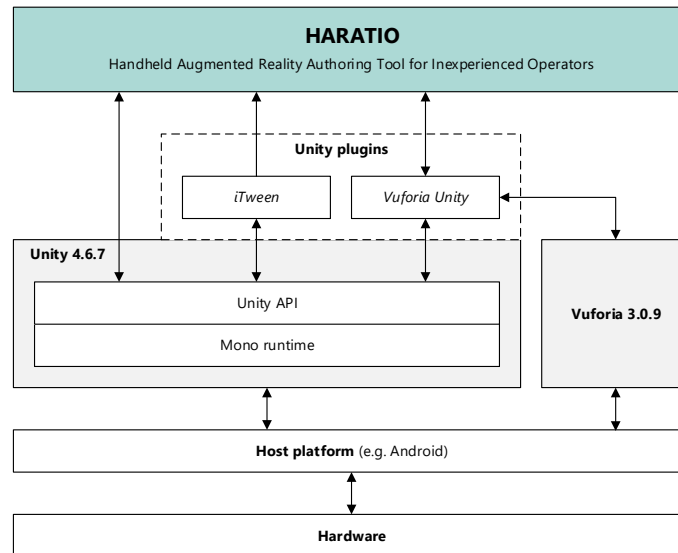 HARATIO
Handheld Augmented Reality Authoring Tool for Inexperienced Operators
Unity plugins
iTween
Vuforia Unity
Unity 4.6.7
Unity API
Mono runtime
Vuforia 3.0.9
Host platform (e.g. Android)
Hardware